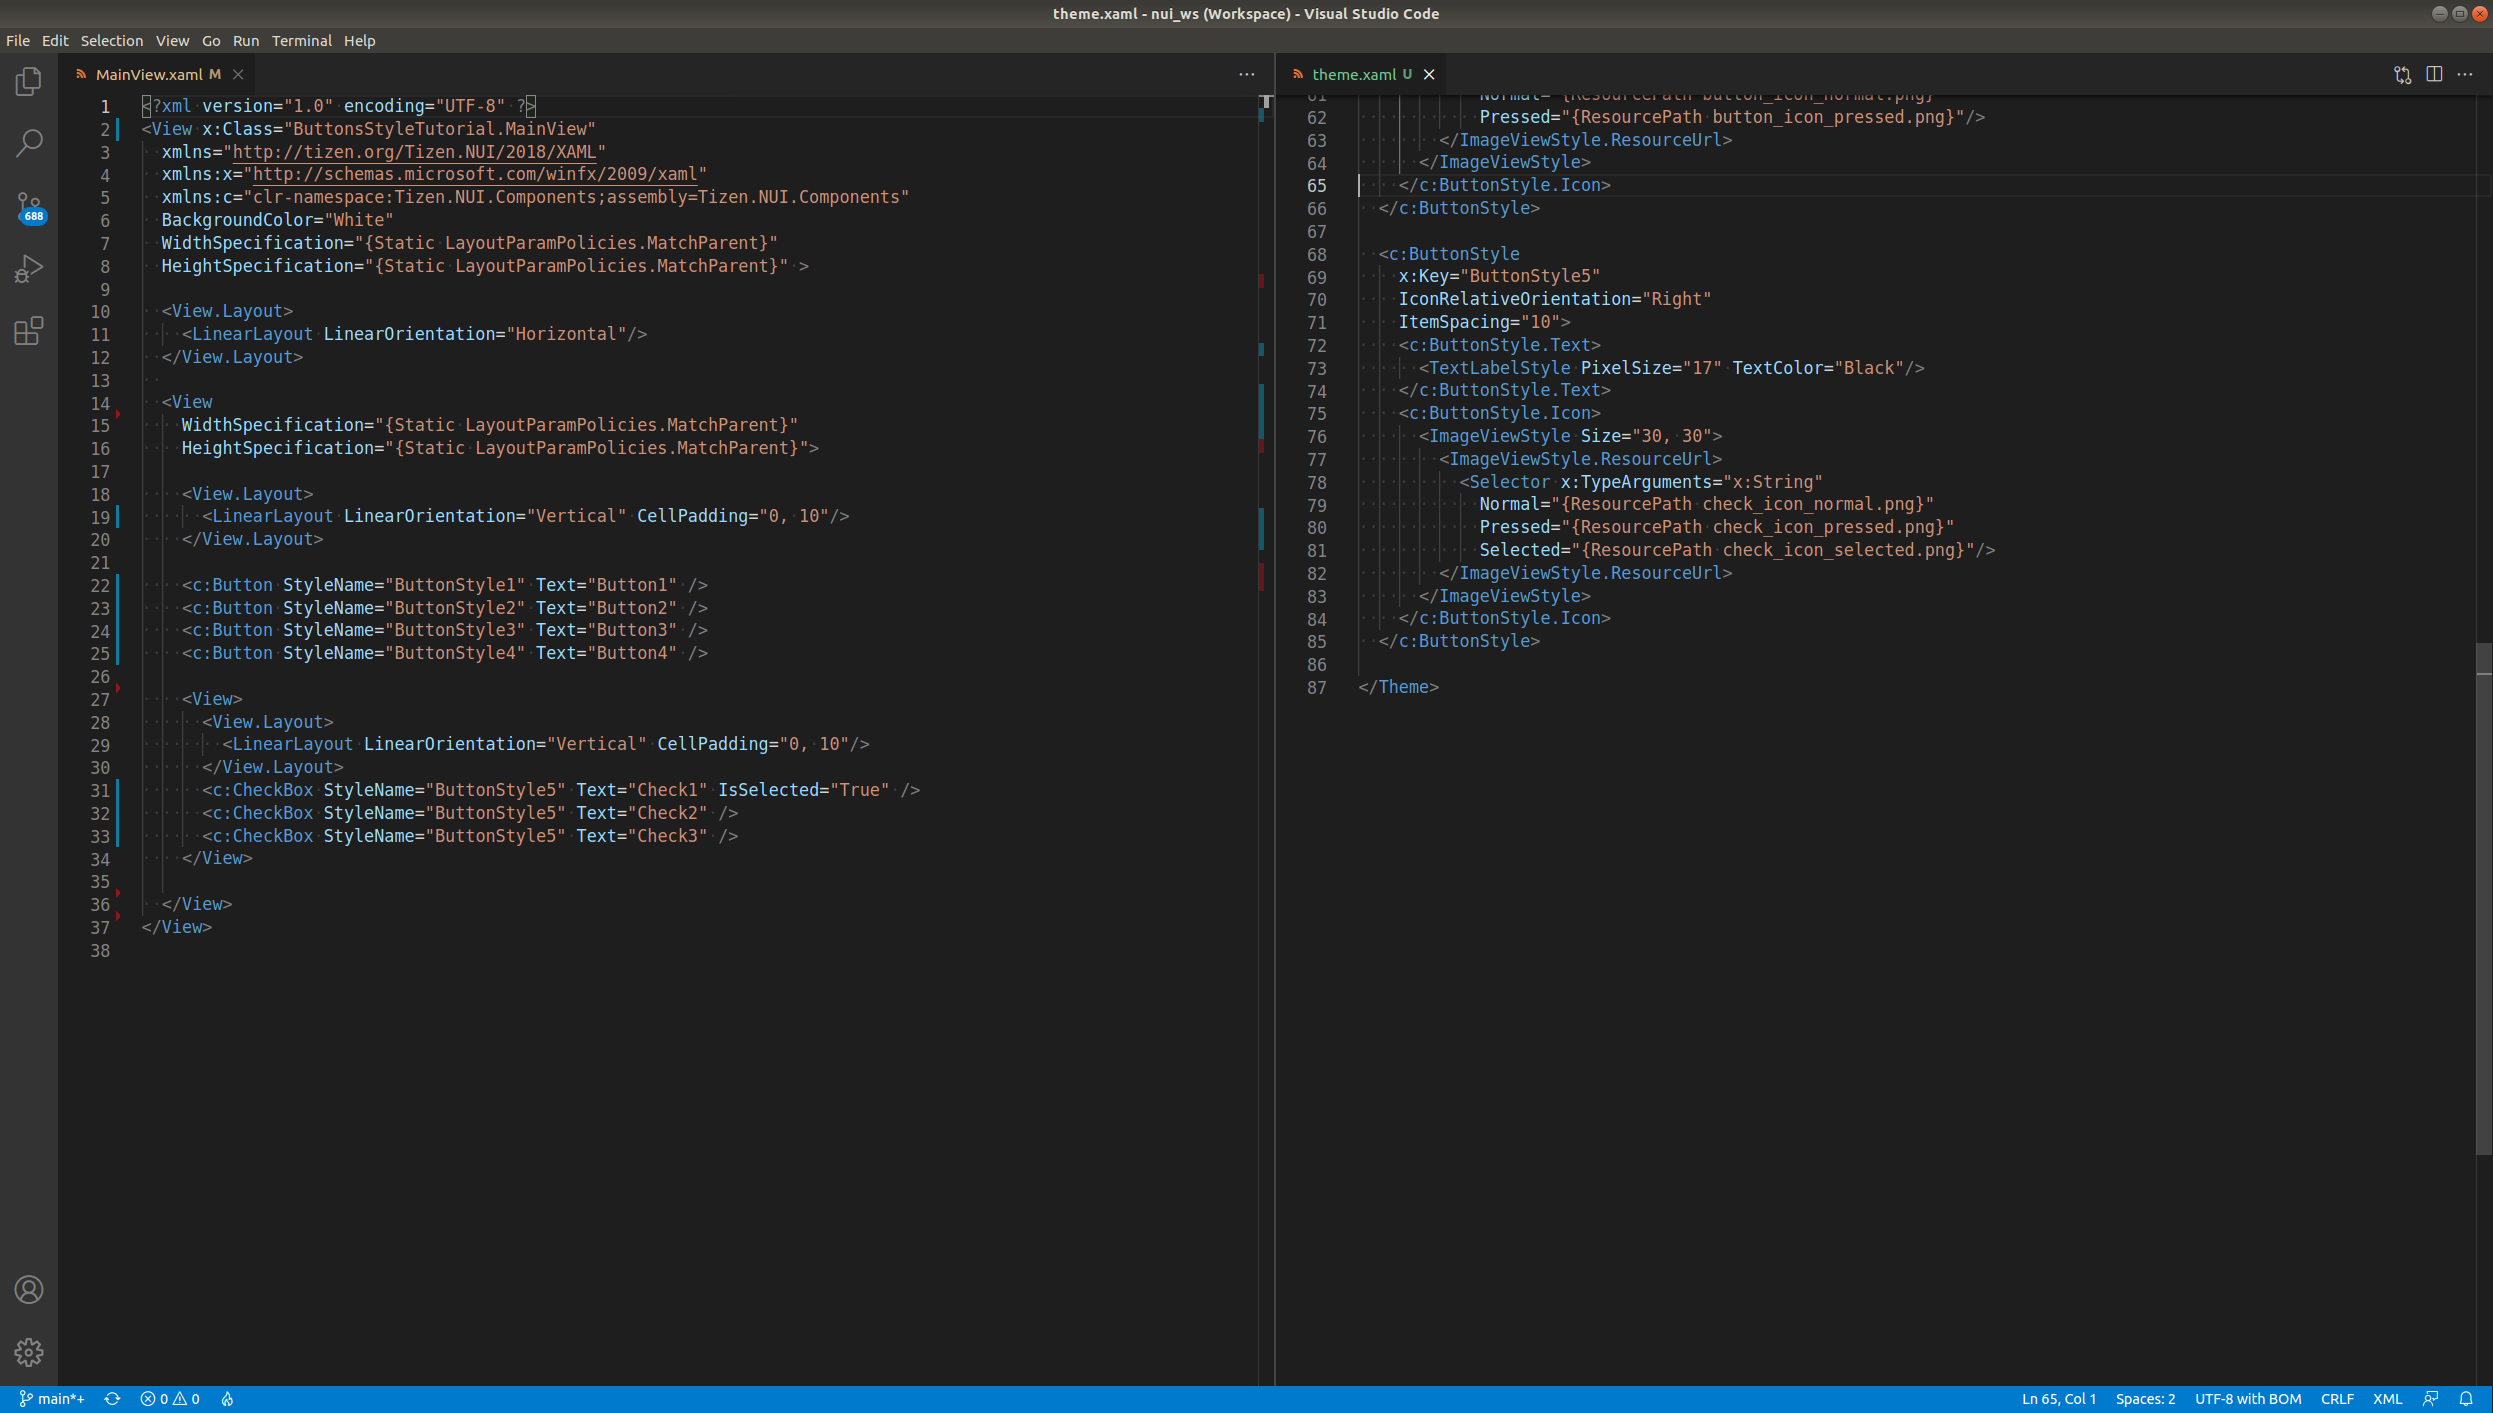 theme.xaml - nui_ws (Workspace) - Visual Studio Code
File Edit Selection View Go Run Terminal Help
MainView.xaml M
688
1 <?xml version="1.0" encoding="UTF-8" ?>
2 <View x:Class="ButtonsStyleTutorial.MainView"
3 xmlns="http://tizen.org/Tizen.NUI/2018/XAML"
4 xmlns:x="http://schemas.microsoft.com/winfx/2009/xaml"
5 xmlns:c="clr-namespace:Tizen.NUI.Components;assembly=Tizen.NUI.Components"
6 BackgroundColor="White"
7 WidthSpecification="{Static LayoutParamPolicies.MatchParent}"
8 HeightSpecification="{Static LayoutParamPolicies.MatchParent}" >
9
10 <View.Layout>
11 <LinearLayout LinearOrientation="Horizontal"/>
12 </View.Layout>
13
14 <View
15 WidthSpecification="{Static LayoutParamPolicies.MatchParent}"
16 HeightSpecification="{Static LayoutParamPolicies.MatchParent}">
17
18 <View.Layout>
19 <LinearLayout LinearOrientation="Vertical" CellPadding="0, 10"/>
20 </View.Layout>
21
22 <c:Button StyleName="ButtonStyle1" Text="Button1" />
23 <c:Button StyleName="ButtonStyle2" Text="Button2" />
24 <c:Button StyleName="ButtonStyle3" Text="Button3" />
25 <c:Button StyleName="ButtonStyle4" Text="Button4" />
26
27 <View>
28 <View.Layout>
29 <LinearLayout LinearOrientation="Vertical" CellPadding="0, 10"/>
30 </View.Layout>
31 <c:CheckBox StyleName="ButtonStyle5" Text="Check1" IsSelected="True" />
32 <c:CheckBox StyleName="ButtonStyle5" Text="Check2" />
33 <c:CheckBox StyleName="ButtonStyle5" Text="Check3" />
34 </View>
35
36 </View>
37 </View>
38
theme.xaml U
61 Normal="{ResourcePath button_icon_normal.png}"
62 Pressed="{ResourcePath button_icon_pressed.png}"/>
63 </ImageViewStyle.ResourceUrl>
64 </ImageViewStyle>
65 </c:ButtonStyle.Icon>
66 </c:ButtonStyle>
67
68 <c:ButtonStyle
69 x:Key="ButtonStyle5"
70 IconRelativeOrientation="Right"
71 ItemSpacing="10">
72 <c:ButtonStyle.Text>
73 <TextLabelStyle PixelSize="17" TextColor="Black"/>
74 </c:ButtonStyle.Text>
75 <c:ButtonStyle.Icon>
76 <ImageViewStyle Size="30, 30">
77 <ImageViewStyle.ResourceUrl>
78 <Selector x:TypeArguments="x:String"
79 Normal="{ResourcePath check_icon_normal.png}"
80 Pressed="{ResourcePath check_icon_pressed.png}"
81 Selected="{ResourcePath check_icon_selected.png}"/>
82 </ImageViewStyle.ResourceUrl>
83 </ImageViewStyle>
84 </c:ButtonStyle.Icon>
85 </c:ButtonStyle>
86
87 </Theme>
main*+ 0 0 Ln 65, Col 1 Spaces: 2 UTF-8 with BOM CRLF XML